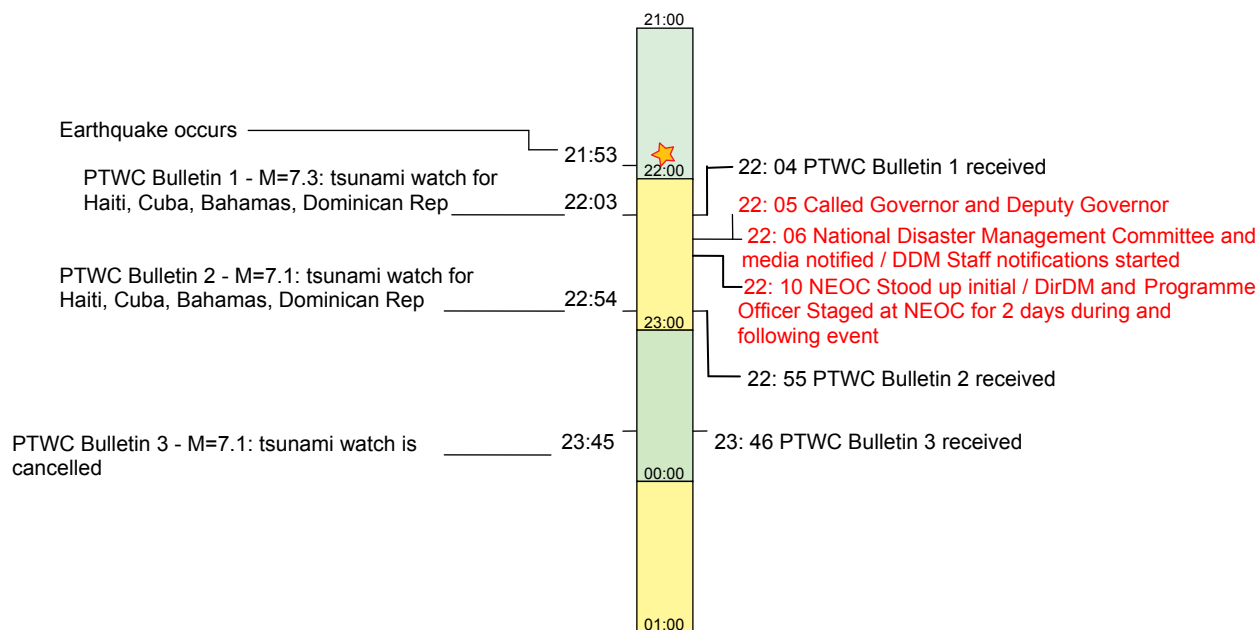 21:00
Earthquake occurs
21:53
22:00
22: 04 PTWC Bulletin 1 received
PTWC Bulletin 1 - M=7.3: tsunami watch for
Haiti, Cuba, Bahamas, Dominican Rep
22:03
22: 05 Called Governor and Deputy Governor
22: 06 National Disaster Management Committee and
media notified / DDM Staff notifications started
PTWC Bulletin 2 - M=7.1: tsunami watch for
Haiti, Cuba, Bahamas, Dominican Rep
22:54
22: 10 NEOC Stood up initial / DirDM and Programme
Officer Staged at NEOC for 2 days during and
following event
23:00
22: 55 PTWC Bulletin 2 received
PTWC Bulletin 3 - M=7.1: tsunami watch is
cancelled
23:45
23: 46 PTWC Bulletin 3 received
00:00
01:00